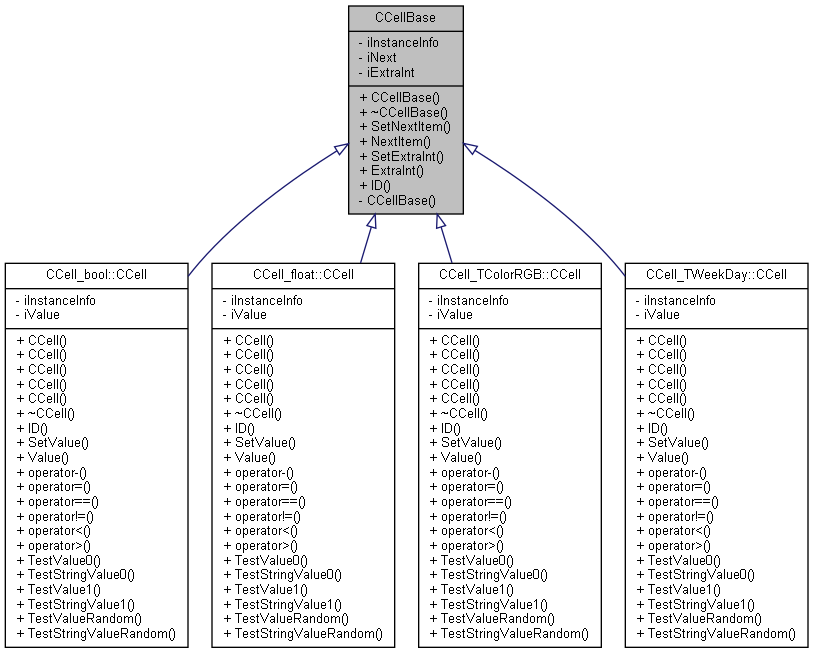 CCellBase
- iInstanceInfo
- iNext
- iExtraInt
+ CCellBase()
+ ~CCellBase()
+ SetNextItem()
+ NextItem()
+ SetExtraInt()
+ ExtraInt()
+ ID()
- CCellBase()
CCell_bool::CCell
- iInstanceInfo
- iValue
+ CCell()
+ CCell()
+ CCell()
+ CCell()
+ CCell()
+ ~CCell()
+ ID()
+ SetValue()
+ Value()
+ operator-()
+ operator=()
+ operator==()
+ operator!=()
+ operator<()
+ operator>()
+ TestValue0()
+ TestStringValue0()
+ TestValue1()
+ TestStringValue1()
+ TestValueRandom()
+ TestStringValueRandom()
CCell_float::CCell
- iInstanceInfo
- iValue
+ CCell()
+ CCell()
+ CCell()
+ CCell()
+ CCell()
+ ~CCell()
+ ID()
+ SetValue()
+ Value()
+ operator-()
+ operator=()
+ operator==()
+ operator!=()
+ operator<()
+ operator>()
+ TestValue0()
+ TestStringValue0()
+ TestValue1()
+ TestStringValue1()
+ TestValueRandom()
+ TestStringValueRandom()
CCell_TColorRGB::CCell
- iInstanceInfo
- iValue
+ CCell()
+ CCell()
+ CCell()
+ CCell()
+ CCell()
+ ~CCell()
+ ID()
+ SetValue()
+ Value()
+ operator-()
+ operator=()
+ operator==()
+ operator!=()
+ operator<()
+ operator>()
+ TestValue0()
+ TestStringValue0()
+ TestValue1()
+ TestStringValue1()
+ TestValueRandom()
+ TestStringValueRandom()
CCell_TWeekDay::CCell
- iInstanceInfo
- iValue
+ CCell()
+ CCell()
+ CCell()
+ CCell()
+ CCell()
+ ~CCell()
+ ID()
+ SetValue()
+ Value()
+ operator-()
+ operator=()
+ operator==()
+ operator!=()
+ operator<()
+ operator>()
+ TestValue0()
+ TestStringValue0()
+ TestValue1()
+ TestStringValue1()
+ TestValueRandom()
+ TestStringValueRandom()